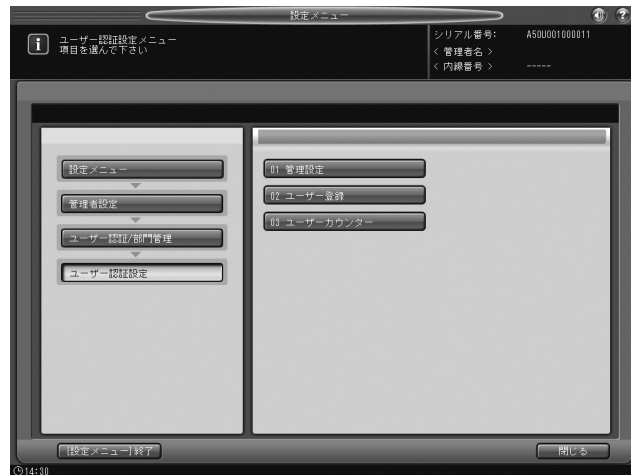 設定メニュー
ユーザー認証設定メニュー
項目を選んで下さい
シリアル番号: A50U001000011
< 管理者名 >
< 内線番号 > -----
設定メニュー
管理者設定
ユーザー認証/部門管理
ユーザー認証設定
01 管理設定
02 ユーザー登録
03 ユーザーカウンター
[設定メニュー]終了
閉じる
14:30